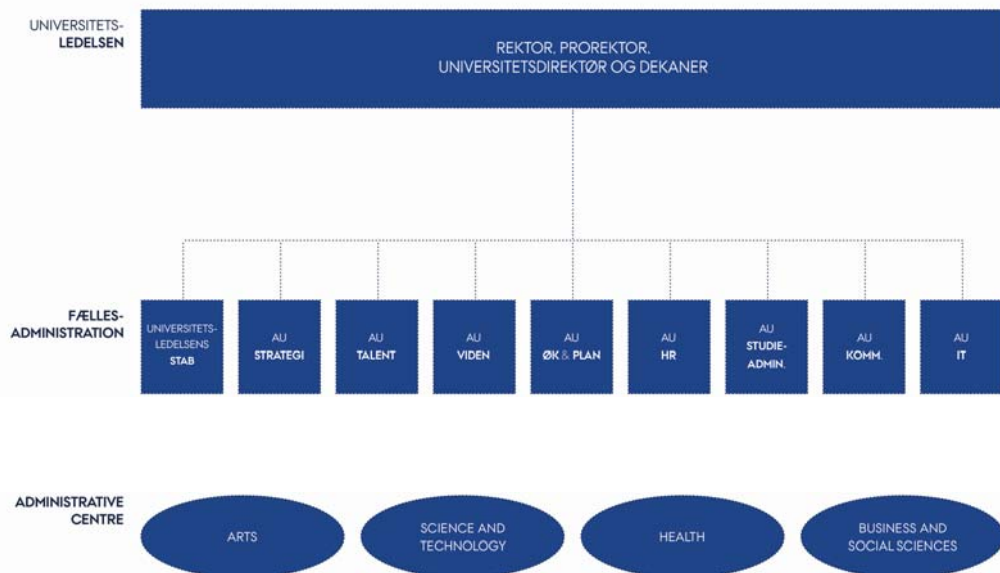 UNIVERSITETS-
LEDELSEN
REKTOR, PROREKTOR,
UNIVERSITETSDIREKTØR OG DEKANER
FÆLLES-
ADMINISTRATION
UNIVERSITETS-
LEDELSENS
STAB
AU
STRATEGI
AU
TALENT
AU
VIDEN
AU
ØK & PLAN
AU
HR
AU
STUDIE-
ADMIN.
AU
KOMM.
AU
IT
ADMINISTRATIVE
CENTRE
ARTS
SCIENCE AND
TECHNOLOGY
HEALTH
BUSINESS AND
SOCIAL SCIENCES